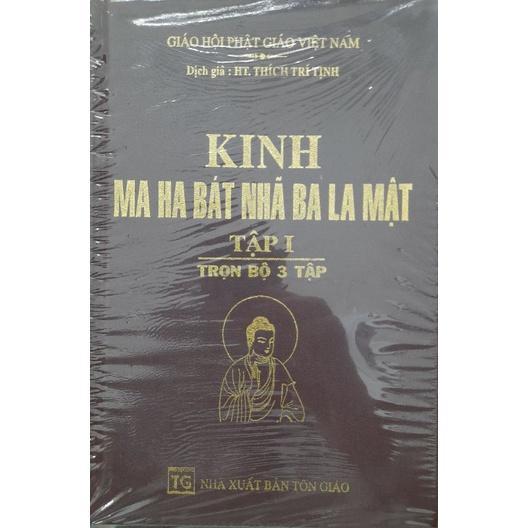 GIÁO HỘI PHẬT GIÁO VIỆT NAM
Dịch giả : HT. THÍCH TRÍ TỊNH
KINH
MA HA BÁT NHÃ BA LA MẬT
TẬP I
TRỌN BỘ 3 TẬP
TG NHÀ XUẤT BẢN TÔN GIÁO